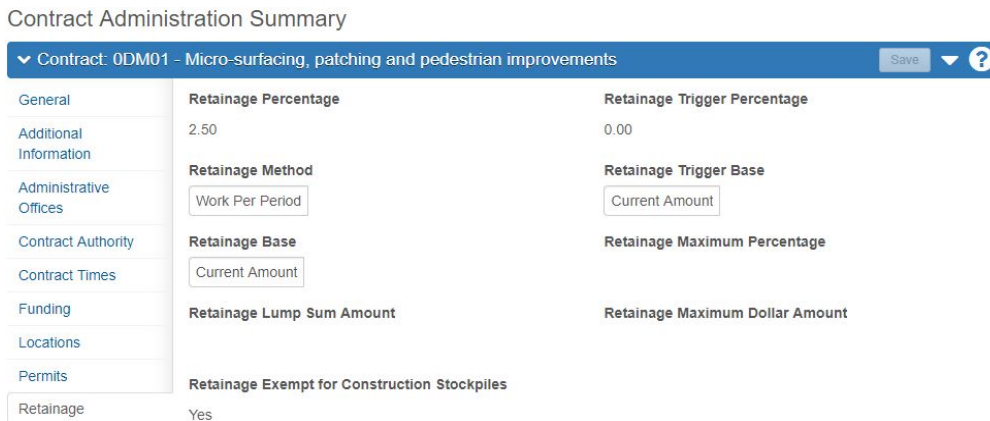 Contract Administration Summary
Contract: 0DM01 - Micro-surfacing, patching and pedestrian improvements
Save
?
General
Additional
Information
Administrative
Offices
Contract Authority
Contract Times
Funding
Locations
Permits
Retainage
Retainage Percentage
2.50
Retainage Trigger Percentage
0.00
Retainage Method
Work Per Period
Retainage Trigger Base
Current Amount
Retainage Base
Current Amount
Retainage Maximum Percentage
Retainage Lump Sum Amount
Retainage Maximum Dollar Amount
Retainage Exempt for Construction Stockpiles
Yes